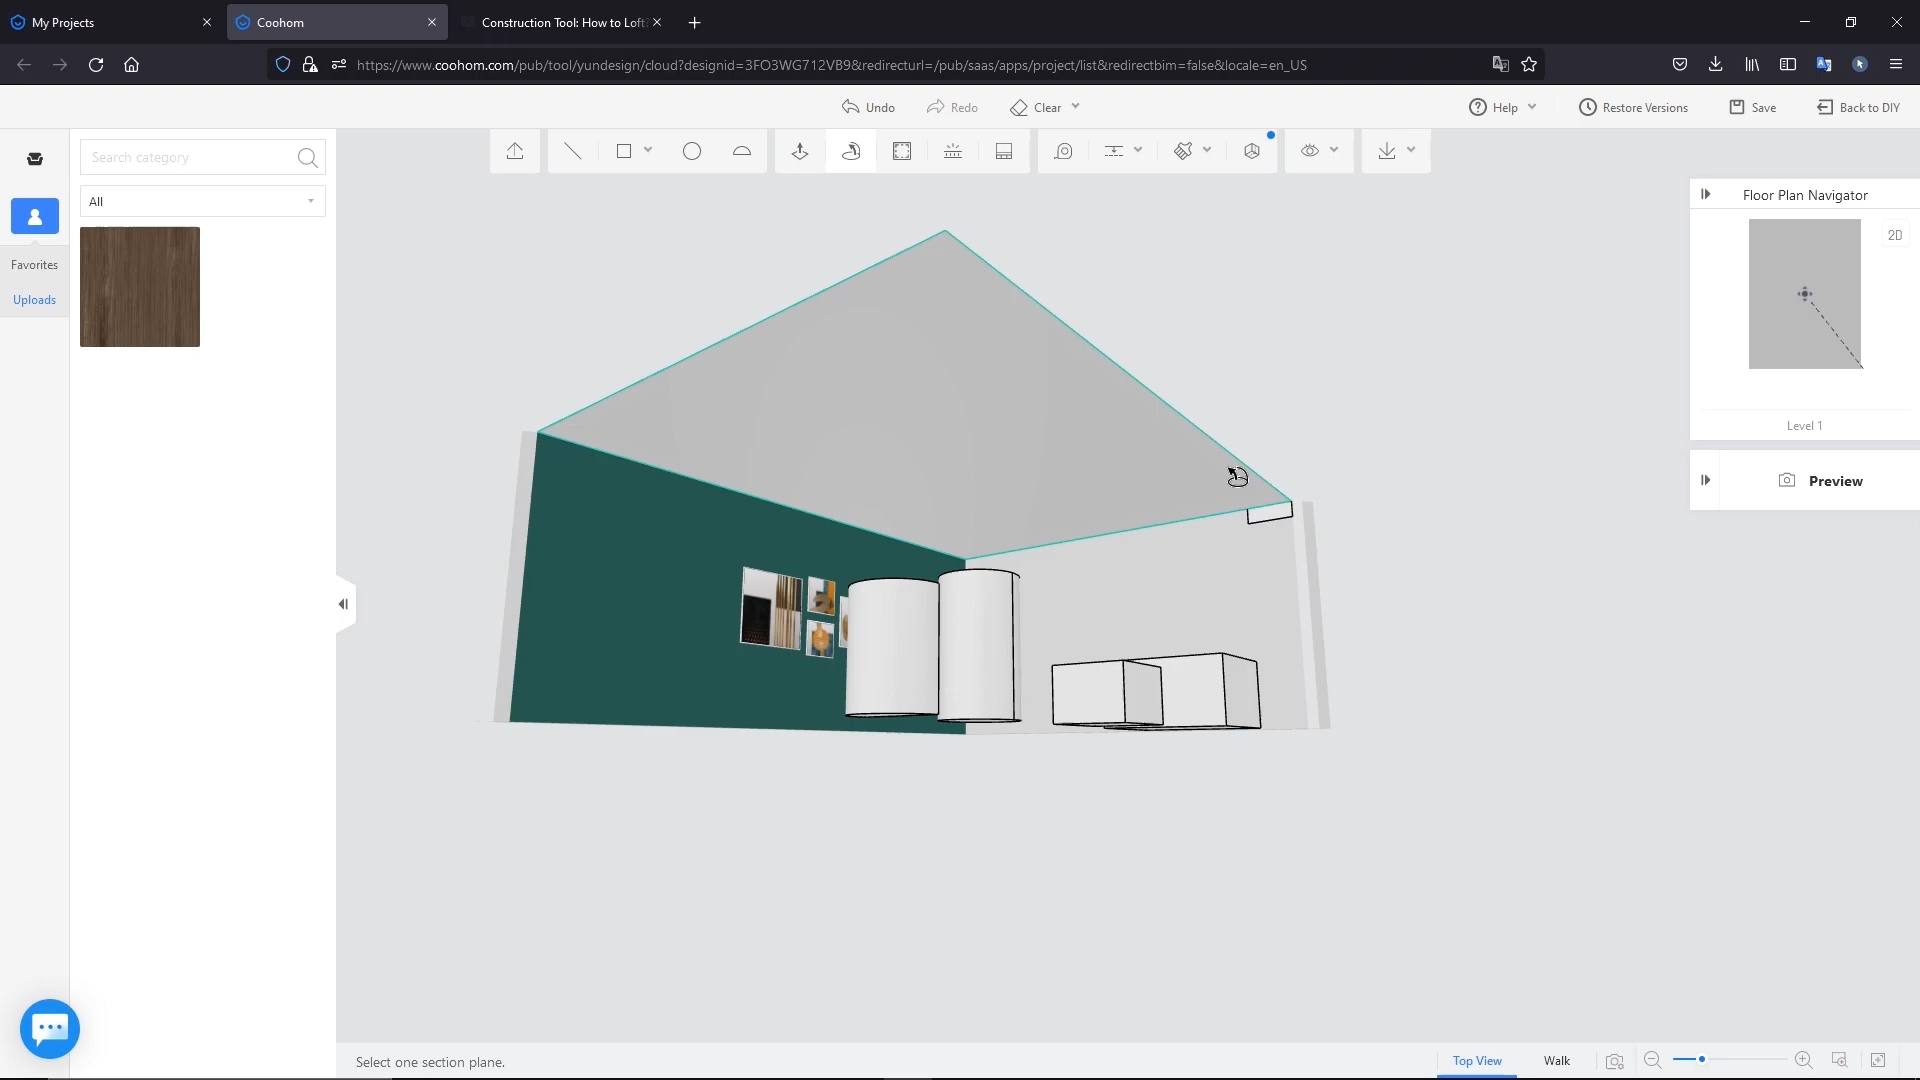 My Projects
Coohom
Construction Tool: How to Loft
https://www.coohom.com/pub/tool/yundesign/cloud?designid=3FO3WG712VB9&redirecturl=/pub/saas/apps/project/list&redirectbim=false&locale=en_US
Undo
Redo
Clear
Help
Restore Versions
Save
Back to DIY
Search category
All
Favorites
Uploads
Floor Plan Navigator
2D
Level 1
Preview
Select one section plane.
Top View
Walk